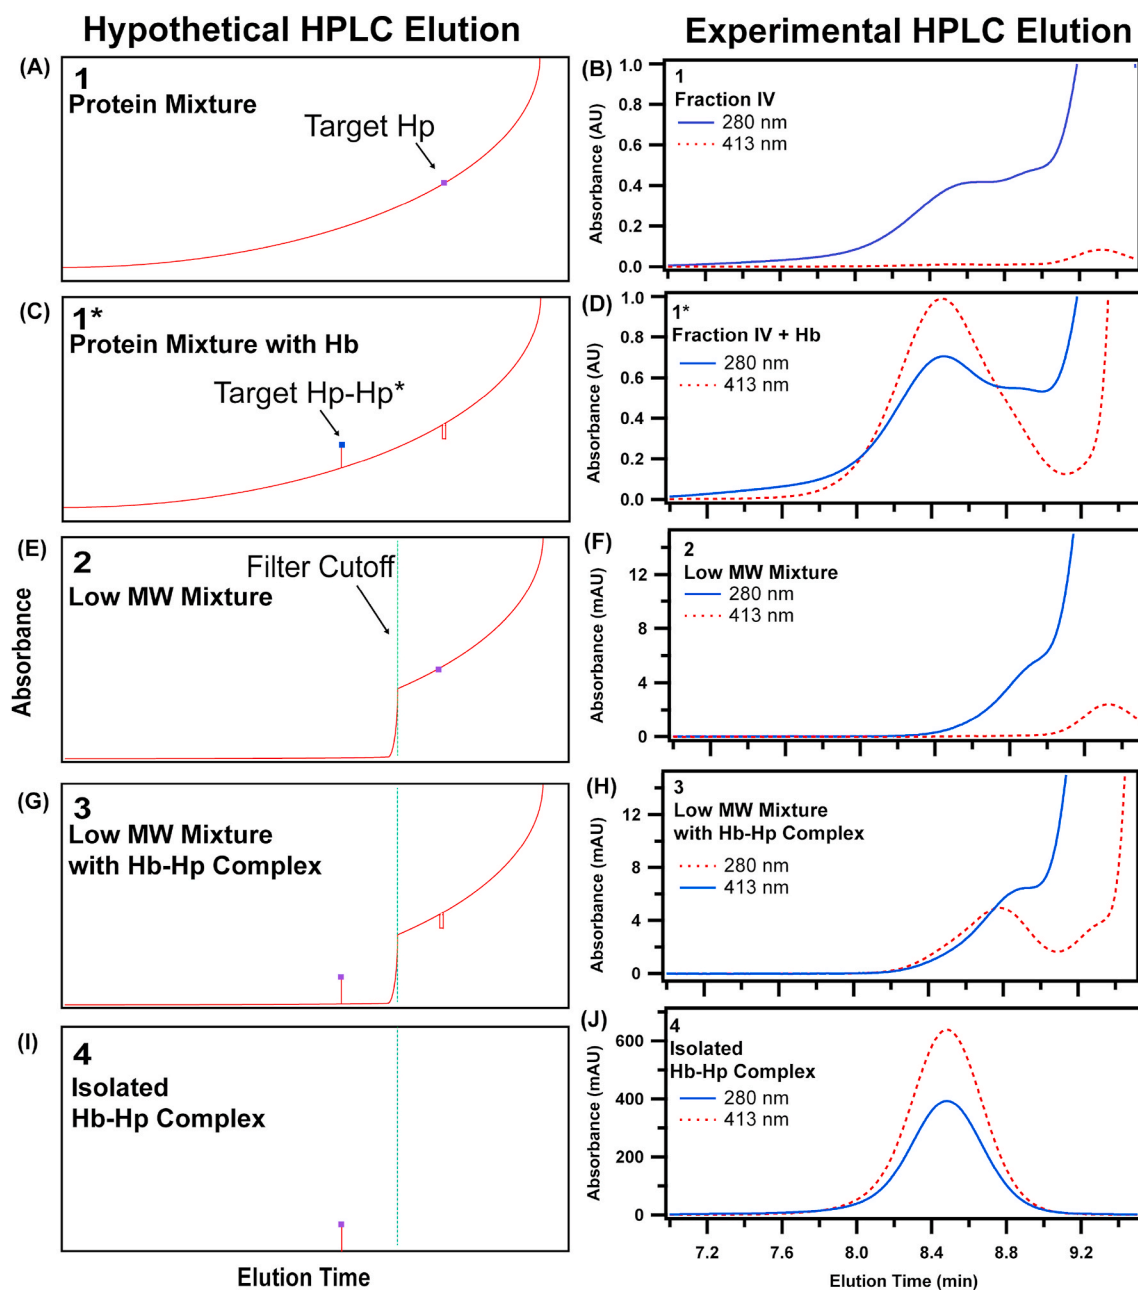 Hypothetical HPLC Elution
Experimental HPLC Elution
(A)
1
Protein Mixture
Target Hp
(B)
1
Fraction IV
280 nm
413 nm
Absorbance (AU)
1.0
0.8
0.6
0.4
0.2
0.0
(C)
1*
Protein Mixture with Hb
Target Hp-Hp*
(D)
1*
Fraction IV + Hb
280 nm
413 nm
Absorbance (AU)
1.0
0.8
0.6
0.4
0.2
0.0
(E)
2
Low MW Mixture
Filter Cutoff
(F)
2
Low MW Mixture
280 nm
413 nm
Absorbance (mAU)
12
8
4
0
Absorbance
(G)
3
Low MW Mixture
with Hb-Hp Complex
(H)
3
Low MW Mixture
with Hb-Hp Complex
280 nm
413 nm
Absorbance (mAU)
12
8
4
0
(I)
4
Isolated
Hb-Hp Complex
(J)
4
Isolated
Hb-Hp Complex
280 nm
413 nm
Absorbance (mAU)
600
400
200
0
7.2 7.6 8.0 8.4 8.8 9.2
Elution Time
Elution Time (min)